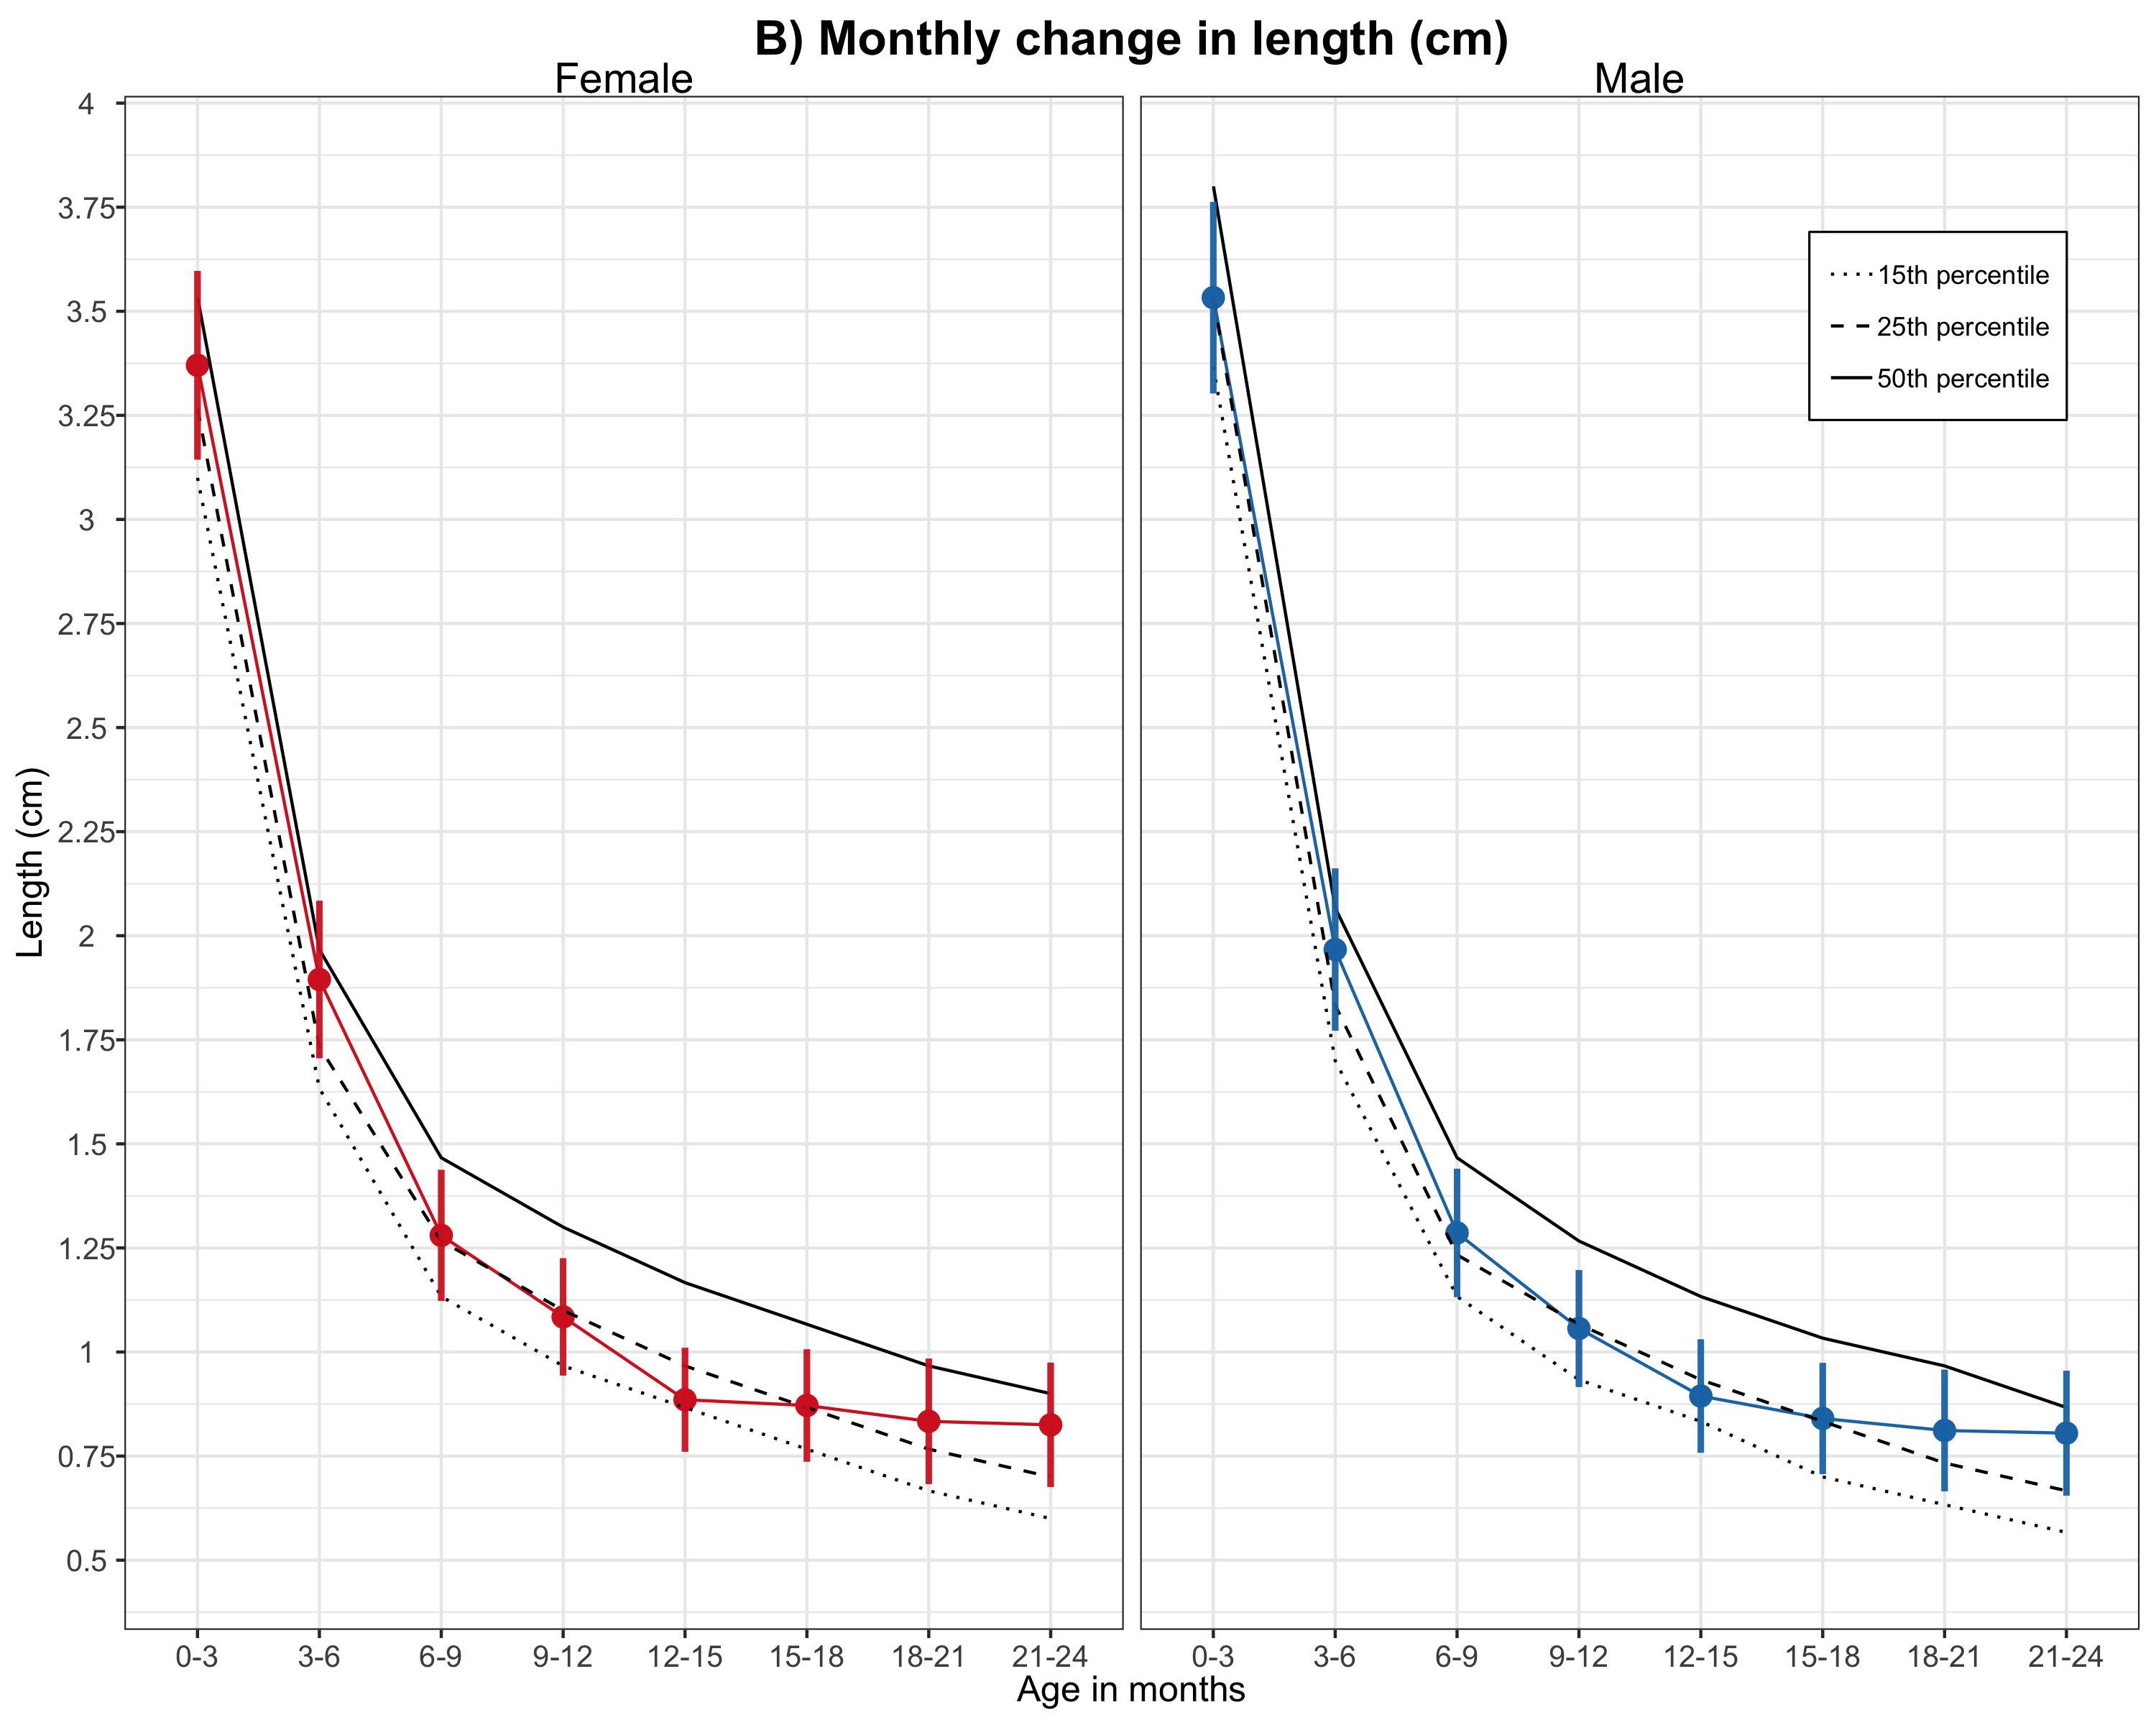 B) Monthly change in length (cm)
Female
Male
Length (cm)
4
3.75
3.5
3.25
3
2.75
2.5
2.25
2
1.75
1.5
1.25
1
0.75
0.5
15th percentile
25th percentile
50th percentile
0-3 3-6 6-9 9-12 12-15 15-18 18-21 21-24
0-3 3-6 6-9 9-12 12-15 15-18 18-21 21-24
Age in months